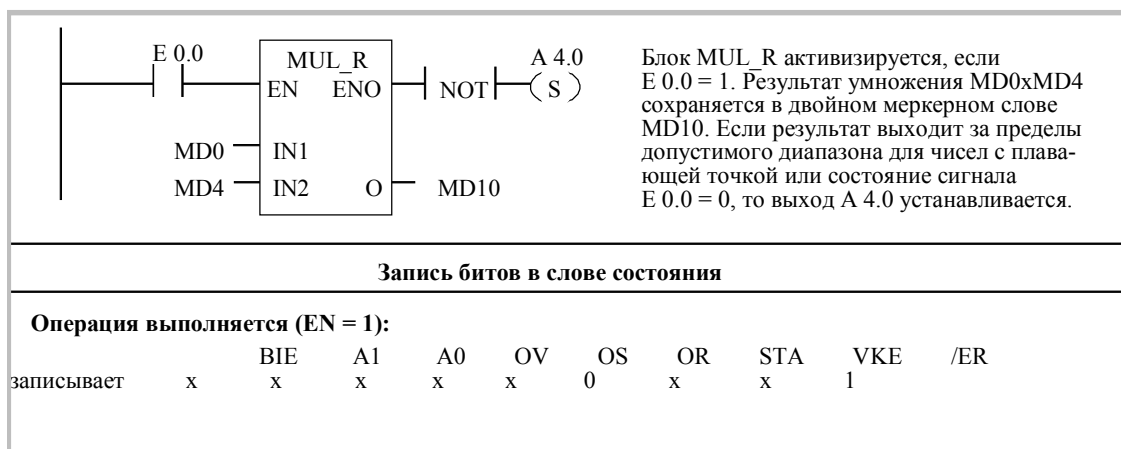 E 0.0
MUL_R
EN ENO
NOT
A 4.0
( S )
MD0 IN1
MD4 IN2 O MD10
Блок MUL_R активизируется, если
E 0.0 = 1. Результат умножения MD0xMD4
сохраняется в двойном меркерном слове
MD10. Если результат выходит за пределы
допустимого диапазона для чисел с плава-
ющей точкой или состояние сигнала
E 0.0 = 0, то выход A 4.0 устанавливается.
Запись битов в слове состояния
Операция выполняется (EN = 1):
BIE A1 A0 OV OS OR STA VKE /ER
записывает x x x x x 0 x x 1